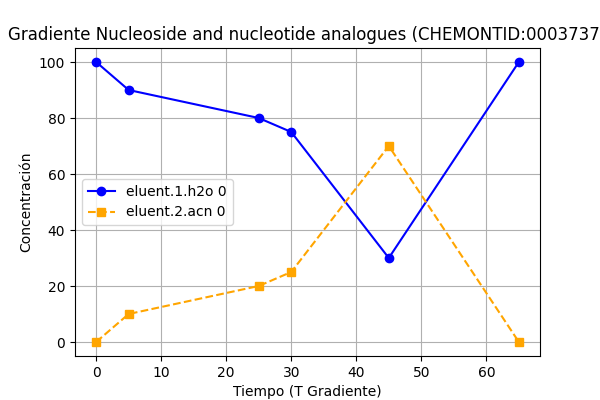 Gradiente Nucleoside and nucleotide analogues (CHEMONTID:0003737
100
80
60
40
20
0
Concentración
eluent.1.h2o 0
eluent.2.acn 0
0 10 20 30 40 50 60
Tiempo (T Gradiente)